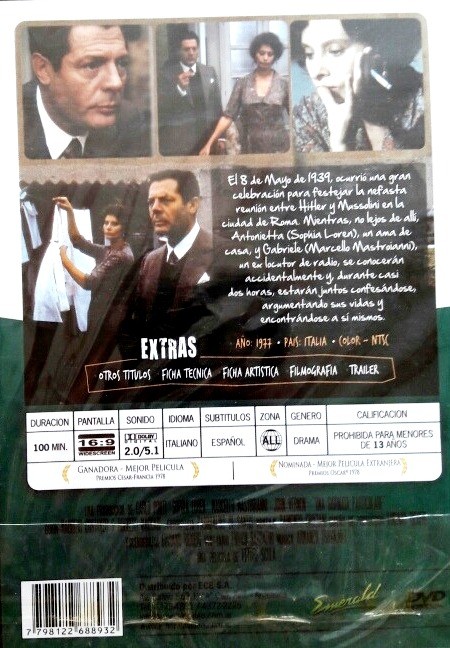 El 8 de Mayo de 1939, ocurrió una gran
celebración para festejar la nefasta
reunión entre Hitler y Mussolini en la
ciudad de Roma. Mientras, no lejos de allí,
Antonietta (Sophia Loren), un ama de
casa, y Gabriele (Marcello Mastroianni),
un ex locutor de radio, se conocerán
accidentalmente y, durante casi
dos horas, estarán juntos confesándose,
argumentando sus vidas y
encontrándose a si mismos.
EXTRAS
AÑO: 1977 • PAIS: ITALIA • COLOR - NTSC
OTROS TITULOS FICHA TECNICA FICHA ARTISTICA FILMOGRAFIA TRAILER
DURACION PANTALLA SONIDO IDIOMA SUBTITULOS ZONA GENERO CALIFICACION
100 MIN. 16:9 WIDESCREEN DOLBY DIGITAL 2.0/5.1 ITALIANO ESPAÑOL ALL DRAMA PROHIBIDA PARA MENORES DE 13 AÑOS
GANADORA - MEJOR PELICULA
PREMIOS CESAR-FRANCIA 1978
NOMINADA - MEJOR PELICULA EXTRANJERA
PREMIOS OSCAR 1978
Distribuido por ECE S.A.
Emerald DVD
7 798122 688932